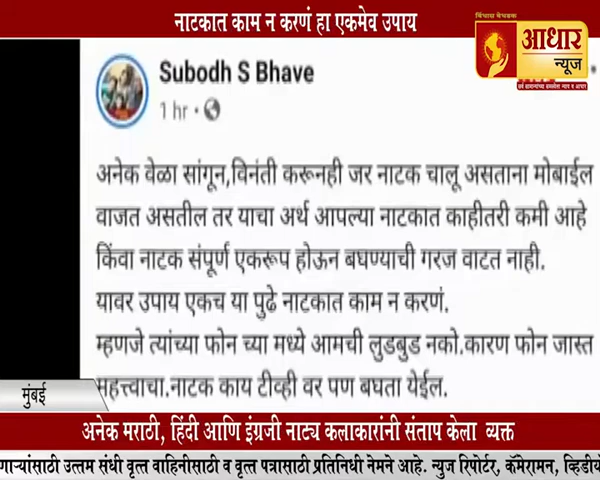 नाटकात काम न करणं हा एकमेव उपाय
आधार
न्यूज
Subodh S Bhave
1 hr
अनेक वेळा सांगून,विनंती करूनही जर नाटक चालू असताना मोबाईल
वाजत असतील तर याचा अर्थ आपल्या नाटकात काहीतरी कमी आहे
किंवा नाटक संपूर्ण एकरूप होऊन बघण्याची गरज वाटत नाही.
यावर उपाय एकच या पुढे नाटकात काम न करणं.
म्हणजे त्यांच्या फोन च्या मध्ये आमची लुडबुड नको.कारण फोन जास्त
महत्त्वाचा.नाटक काय टीव्ही वर पण बघता येईल.
मुंबई
अनेक मराठी, हिंदी आणि इंग्रजी नाट्य कलाकारांनी संताप केला व्यक्त
णाऱ्यांसाठी उत्तम संधी वृत्त वाहिनीसाठी व वृत्त पत्रासाठी प्रतिनिधी नेमने आहे. न्युज रिपोर्टर, कॅमेरामन, व्हिडीयो